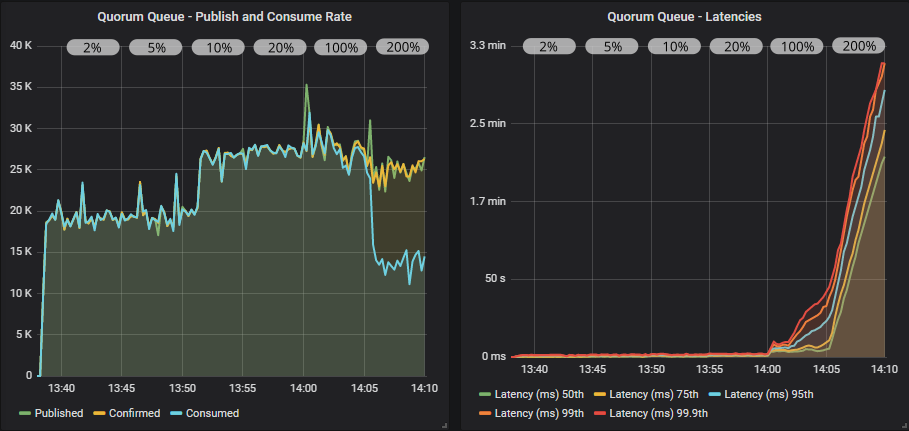 Quorum Queue - Publish and Consume Rate
40 K
2% 5% 10% 20% 100% 200%
35 K
30 K
25 K
20 K
15 K
10 K
5 K
0
13:40 13:45 13:50 13:55 14:00 14:05 14:10
Published Confirmed Consumed
Quorum Queue - Latencies
3.3 min
2% 5% 10% 20% 100% 200%
2.5 min
1.7 min
50 s
0 ms
13:40 13:45 13:50 13:55 14:00 14:05 14:10
Latency (ms) 50th Latency (ms) 75th Latency (ms) 95th
Latency (ms) 99th Latency (ms) 99.9th